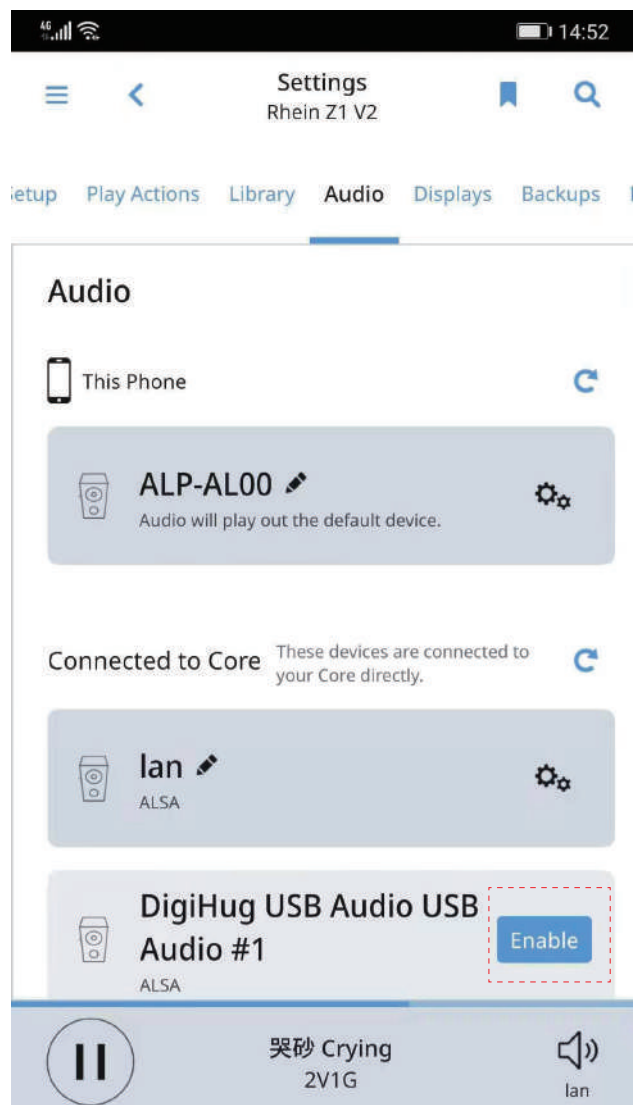 4G
14:52
Settings
Rhein Z1 V2
Setup Play Actions Library Audio Displays Backups
Audio
This Phone
ALP-AL00
Audio will play out the default device.
Connected to Core
These devices are connected to
your Core directly.
lan
ALSA
DigiHug USB Audio USB
Audio #1
Enable
ALSA
哭砂 Crying
2V1G
lan